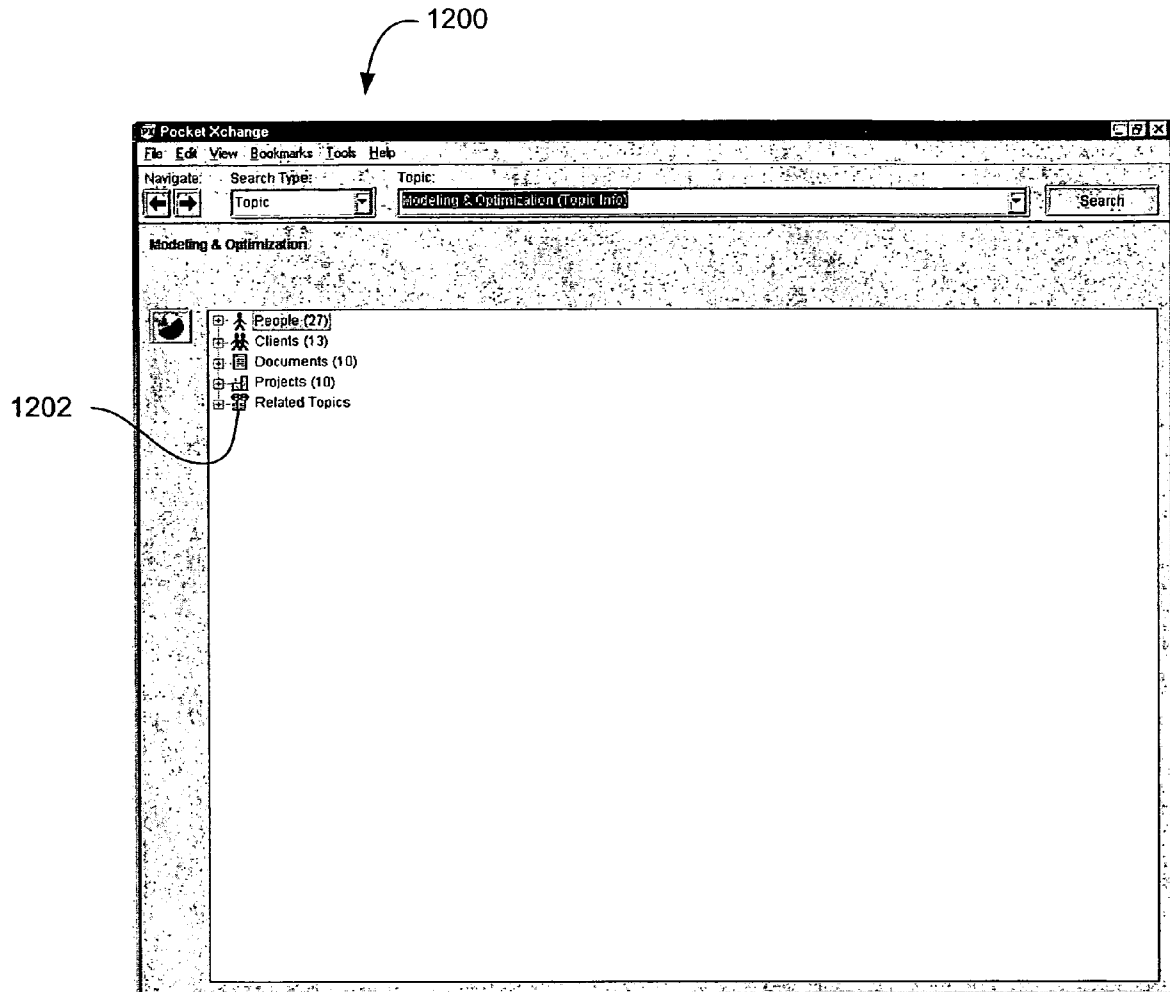 1200
Pocket Xchange
File Edit View Bookmarks Tools Help
Navigate: Search Type: Topic:
Topic Modeling & Optimization (Topic Info) Search
Modeling & Optimization
People (27)
Clients (13)
Documents (10)
Projects (10)
Related Topics
1202